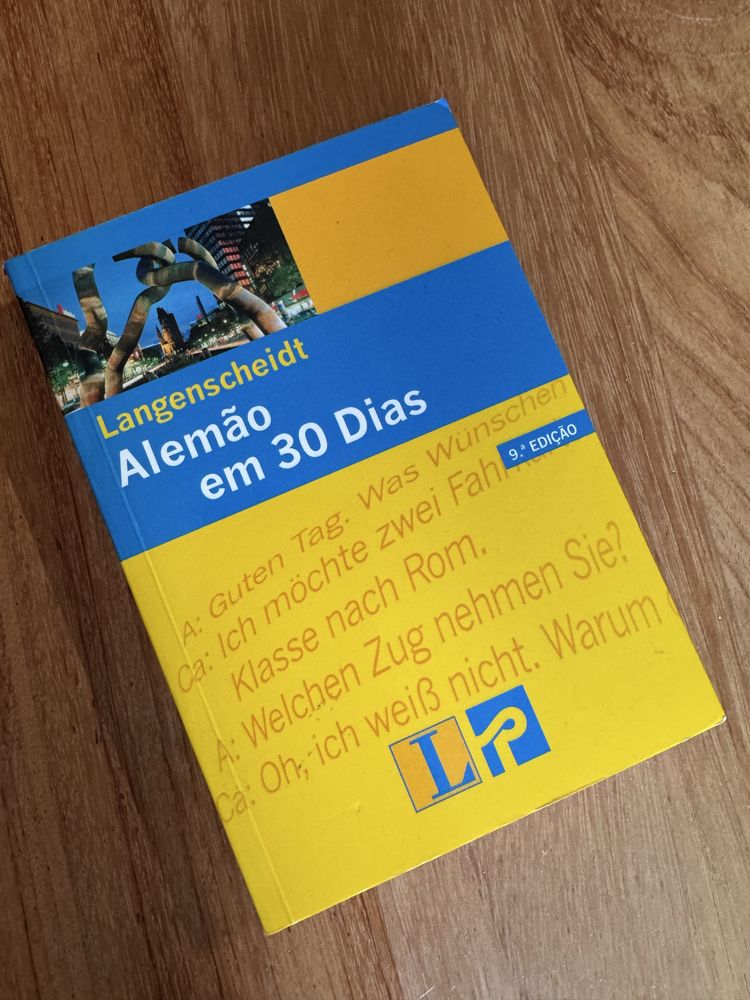 Langenscheidt
Alemão
em 30 Dias
9.ª EDIÇÃO
A: Guten Tag. Was Wünschen
Ca: Ich möchte zwei
Klasse nach Rom.
A: Welchen Zug nehmen Sie?
Ca: Oh, ich weiß nicht. Warum
L